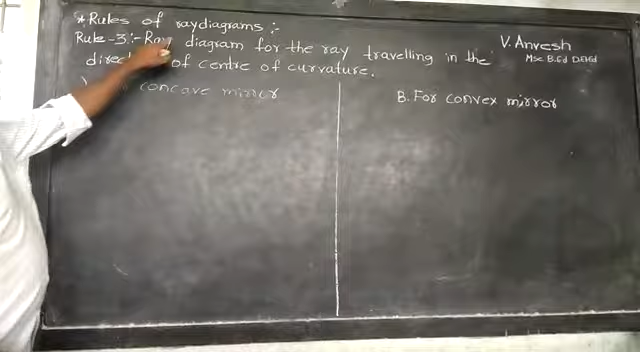 *Rules of raydiagrams :-
Rule-3:- Ray diagram for the ray travelling in the
of centre of curvature.
V. Anvesh
Msc B.Ed D.Ed
concave mirror
B. For convex mirror